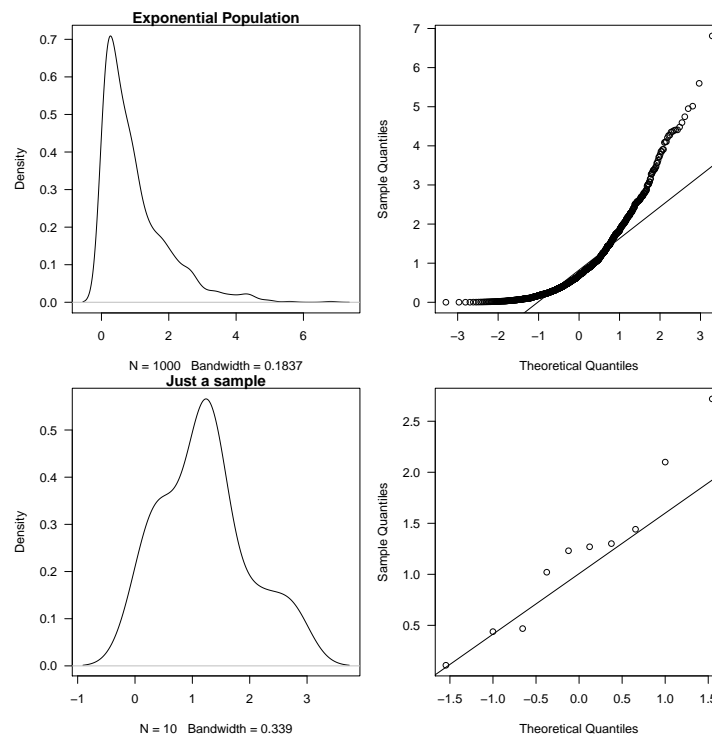 Exponential Population
Density
0.0
0.1
0.2
0.3
0.4
0.5
0.6
0.7
0 2 4 6
N = 1000 Bandwidth = 0.1837
Sample Quantiles
0
1
2
3
4
5
6
7
−3 −2 −1 0 1 2 3
Theoretical Quantiles
Just a sample
Density
0.0
0.1
0.2
0.3
0.4
0.5
−1 0 1 2 3
N = 10 Bandwidth = 0.339
Sample Quantiles
0.5
1.0
1.5
2.0
2.5
−1.5 −1.0 −0.5 0.0 0.5 1.0 1.5
Theoretical Quantiles